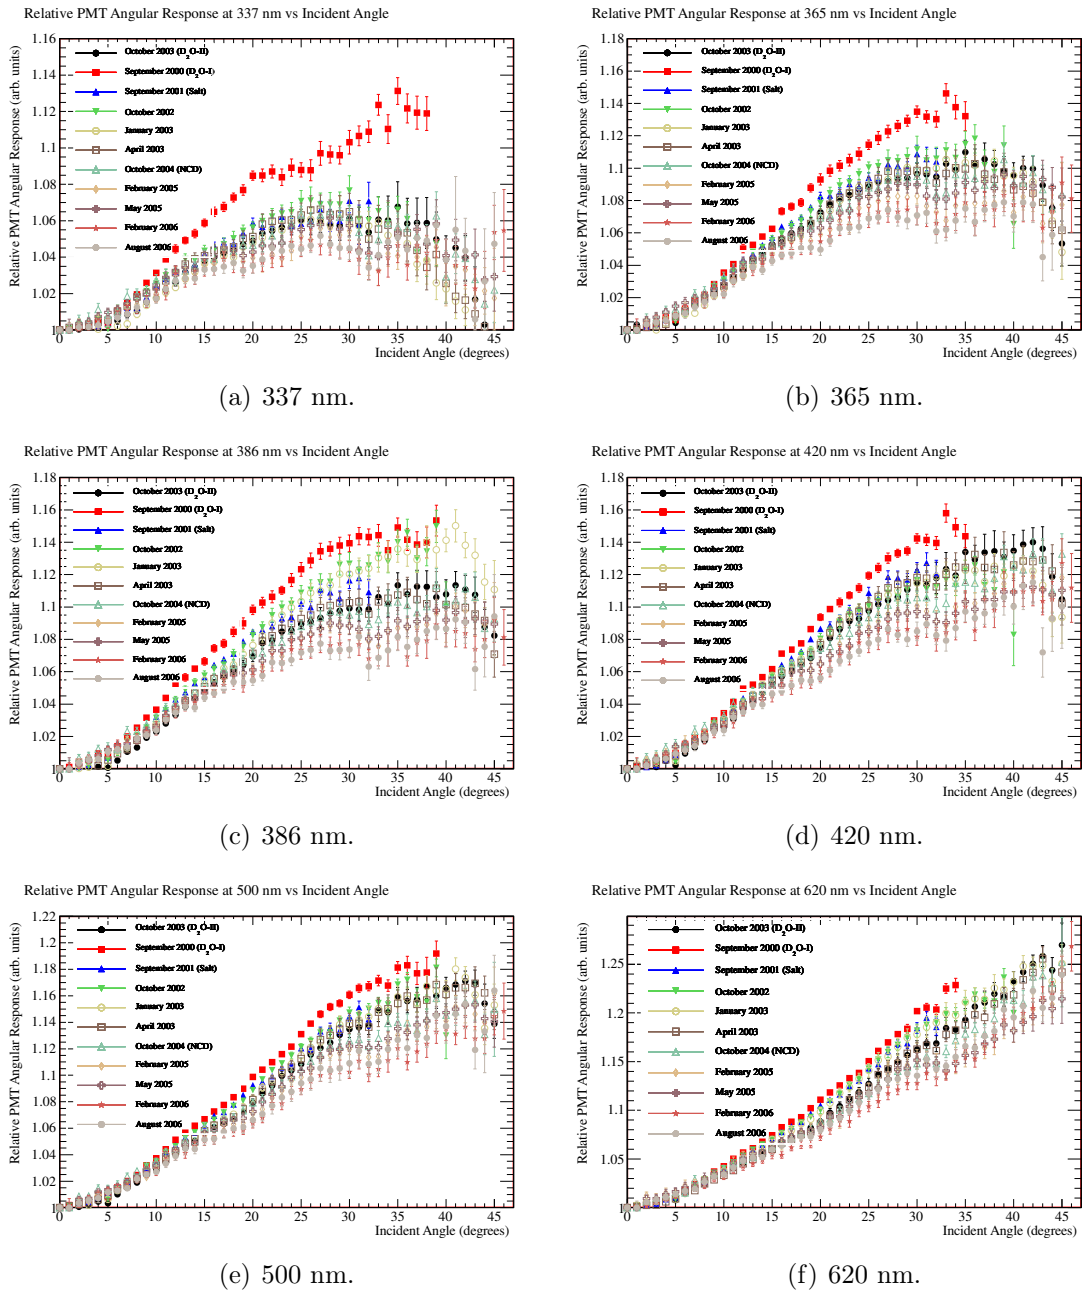 Relative PMT Angular Response at 337 nm vs Incident Angle
Relative PMT Angular Response (arb. units)
1.16
1.14
1.12
1.1
1.08
1.06
1.04
1.02
1
October 2003 (D2O-II)
September 2000 (D2O-I)
September 2001 (Salt)
October 2002
January 2003
April 2003
October 2004 (NCD)
February 2005
May 2005
February 2006
August 2006
0 5 10 15 20 25 30 35 40 45
Incident Angle (degrees)
(a) 337 nm.
Relative PMT Angular Response at 365 nm vs Incident Angle
Relative PMT Angular Response (arb. units)
1.18
1.16
1.14
1.12
1.1
1.08
1.06
1.04
1.02
1
October 2003 (D2O-II)
September 2000 (D2O-I)
September 2001 (Salt)
October 2002
January 2003
April 2003
October 2004 (NCD)
February 2005
May 2005
February 2006
August 2006
0 5 10 15 20 25 30 35 40 45
Incident Angle (degrees)
(b) 365 nm.
Relative PMT Angular Response at 386 nm vs Incident Angle
Relative PMT Angular Response (arb. units)
1.18
1.16
1.14
1.12
1.1
1.08
1.06
1.04
1.02
1
October 2003 (D2O-II)
September 2000 (D2O-I)
September 2001 (Salt)
October 2002
January 2003
April 2003
October 2004 (NCD)
February 2005
May 2005
February 2006
August 2006
0 5 10 15 20 25 30 35 40 45
Incident Angle (degrees)
(c) 386 nm.
Relative PMT Angular Response at 420 nm vs Incident Angle
Relative PMT Angular Response (arb. units)
1.18
1.16
1.14
1.12
1.1
1.08
1.06
1.04
1.02
1
October 2003 (D2O-II)
September 2000 (D2O-I)
September 2001 (Salt)
October 2002
January 2003
April 2003
October 2004 (NCD)
February 2005
May 2005
February 2006
August 2006
0 5 10 15 20 25 30 35 40 45
Incident Angle (degrees)
(d) 420 nm.
Relative PMT Angular Response at 500 nm vs Incident Angle
Relative PMT Angular Response (arb. units)
1.22
1.2
1.18
1.16
1.14
1.12
1.1
1.08
1.06
1.04
1.02
1
October 2003 (D2O-II)
September 2000 (D2O-I)
September 2001 (Salt)
October 2002
January 2003
April 2003
October 2004 (NCD)
February 2005
May 2005
February 2006
August 2006
0 5 10 15 20 25 30 35 40 45
Incident Angle (degrees)
(e) 500 nm.
Relative PMT Angular Response at 620 nm vs Incident Angle
Relative PMT Angular Response (arb. units)
1.25
1.2
1.15
1.1
1.05
1
October 2003 (D2O-II)
September 2000 (D2O-I)
September 2001 (Salt)
October 2002
January 2003
April 2003
October 2004 (NCD)
February 2005
May 2005
February 2006
August 2006
0 5 10 15 20 25 30 35 40 45
Incident Angle (degrees)
(f) 620 nm.